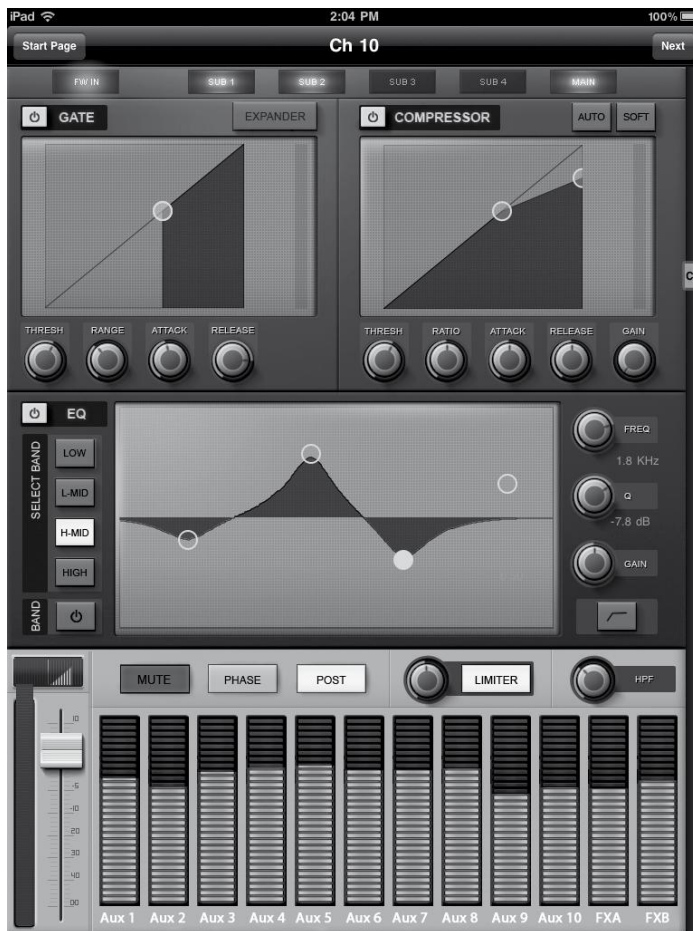 iPad 2:04 PM 100%
Start Page Ch 10 Next
FW IN SUB 1 SUB 2 SUB 3 SUB 4 MAIN
GATE EXPANDER COMPRESSOR AUTO SOFT
C
THRESH RANGE ATTACK RELEASE THRESH RATIO ATTACK RELEASE GAIN
EQ
SELECT BAND
LOW
L-MID
H-MID
HIGH
BAND
FREQ
1.8 KHz
Q
-7.8 dB
GAIN
MUTE PHASE POST LIMITER HPF
10
-5
-10
20
30
40
00
Aux 1 Aux 2 Aux 3 Aux 4 Aux 5 Aux 6 Aux 7 Aux 8 Aux 9 Aux 10 FXA FXB